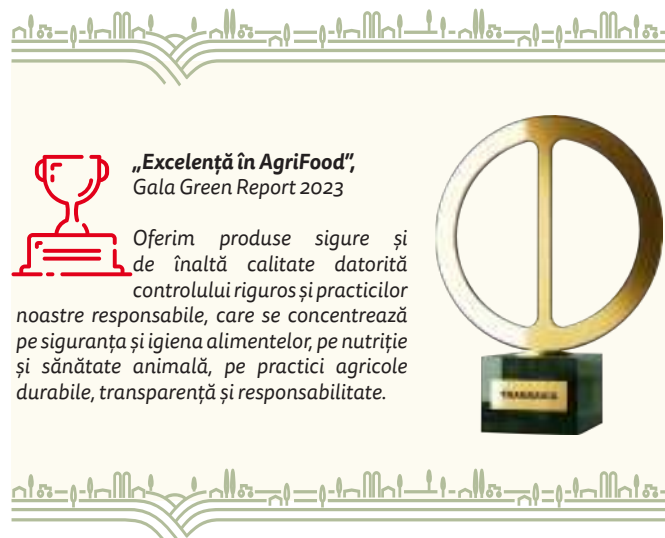 „Excelență în AgriFood”,
Gala Green Report 2023
Oferim produse sigure și
de înaltă calitate datorită
controlului riguros și practicilor
noastre responsabile, care se concentrează
pe siguranța și igiena alimentelor, pe nutriție
și sănătate animală, pe practici agricole
durabile, transparență și responsabilitate.